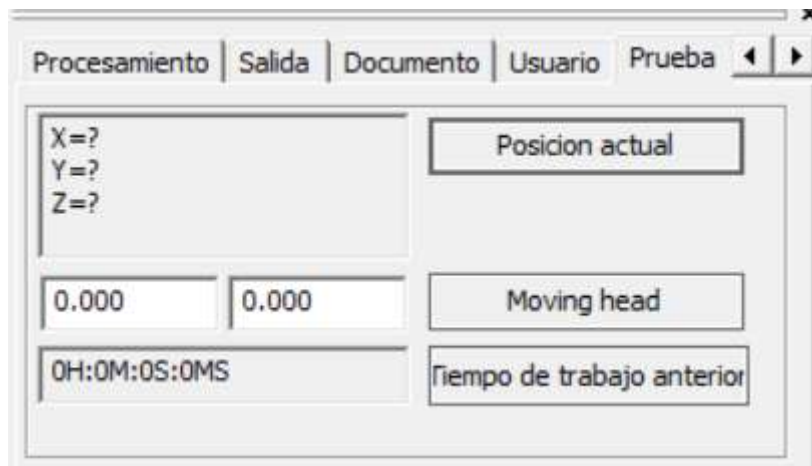 Procesamiento Salida Documento Usuario Prueba
X=?
Y=?
Z=?
Posicion actual
0.000 0.000 Moving head
0H:0M:0S:0MS Tiempo de trabajo anterior